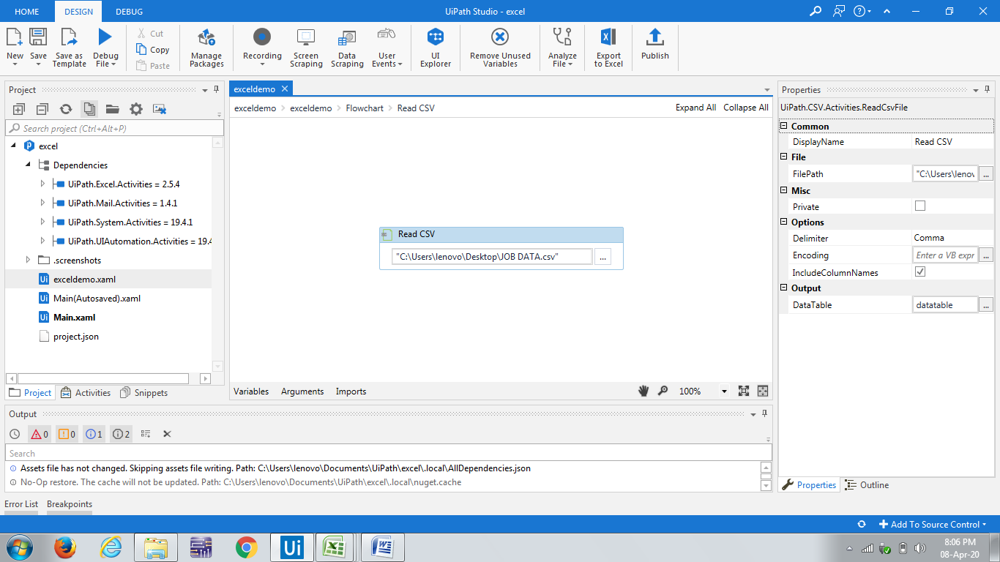 HOME DESIGN DEBUG UiPath Studio - excel
New Save Save as Template Debug File Cut Copy Paste Manage Packages Recording Screen Scraping Data Scraping User Events UI Explorer Remove Unused Variables Analyze File Export to Excel Publish
Project
Search project (Ctrl+Alt+P)
excel
Dependencies
UiPath.Excel.Activities = 2.5.4
UiPath.Mail.Activities = 1.4.1
UiPath.System.Activities = 19.4.1
UiPath.UIAutomation.Activities = 19.4
.screenshots
exceldemo.xaml
Main(Autosaved).xaml
Main.xaml
project.json
Project Activities Snippets
exceldemo
exceldemo exceldemo Flowchart Read CSV Expand All Collapse All
Read CSV
"C:\Users\lenovo\Desktop\JOB DATA.csv" ...
Variables Arguments Imports 100%
Properties
UiPath.CSV.Activities.ReadCsvFile
Common
DisplayName Read CSV
File
FilePath "C:\Users\lenov ...
Misc
Private
Options
Delimiter Comma
Encoding Enter a VB expr ...
IncludeColumnNames
Output
DataTable datatable ...
Properties Outline
Output
0 0 1 2
Search
Assets file has not changed. Skipping assets file writing. Path: C:\Users\lenovo\Documents\UiPath\excel\.local\AllDependencies.json
No-Op restore. The cache will not be updated. Path: C:\Users\lenovo\Documents\UiPath\excel\.local\nuget.cache
Error List Breakpoints
Add To Source Control
Ui
8:06 PM
08-Apr-20